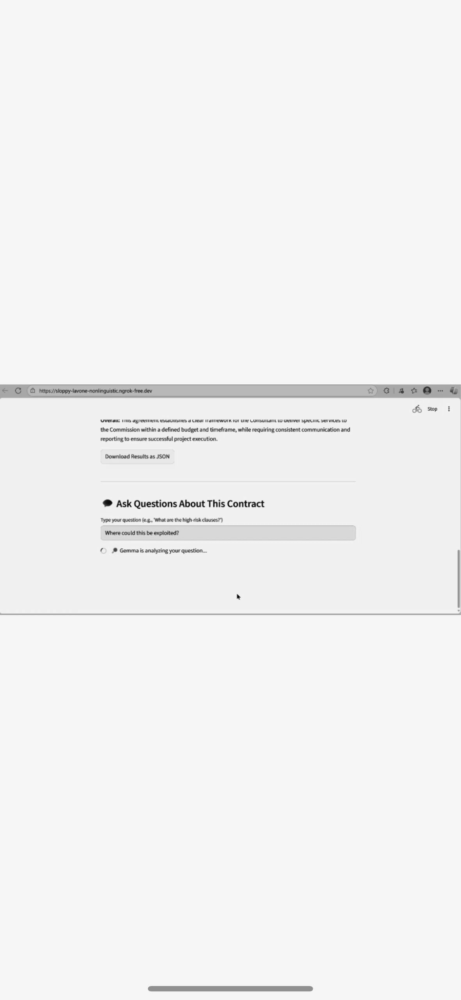 https://sloppy-lavone-nonlinguistic.ngrok-free.dev
Stop
Overall: This agreement establishes a clear framework for the Consultant to deliver specific services to
the Commission within a defined budget and timeframe, while requiring consistent communication and
reporting to ensure successful project execution.
Download Results as JSON
Ask Questions About This Contract
Type your question (e.g., 'What are the high-risk clauses?')
Where could this be exploited?
Gemma is analyzing your question...